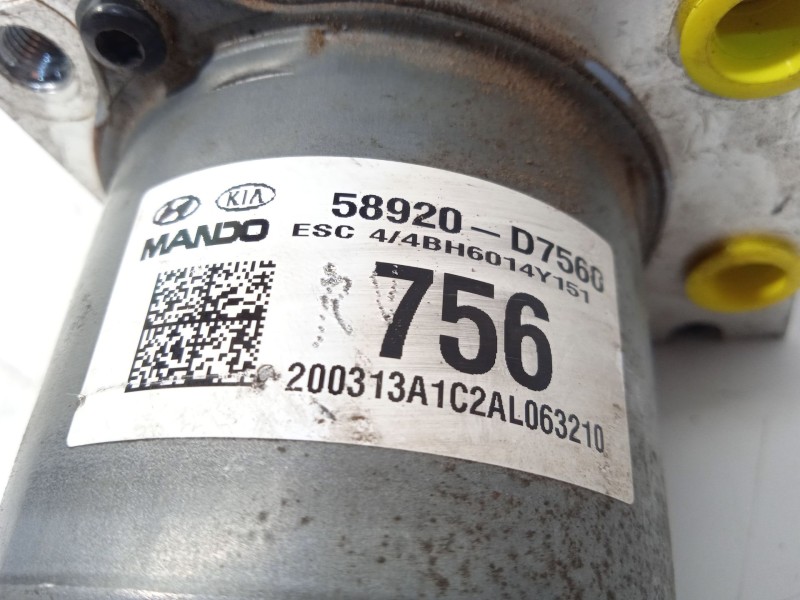 KIA
58920-D7560
MANDO
ESC 4/4BH6014Y151
756
200313A1C2AL063210